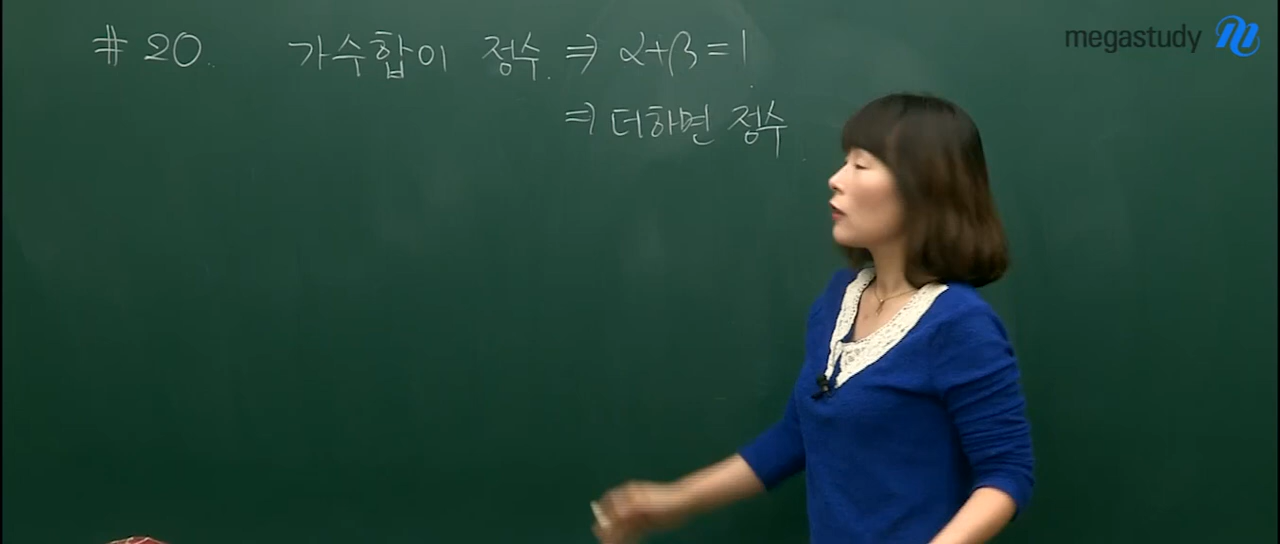 # 20. 가수합이 정수. ⇒ α+β=1
⇒ 더하면 정수
megastudy